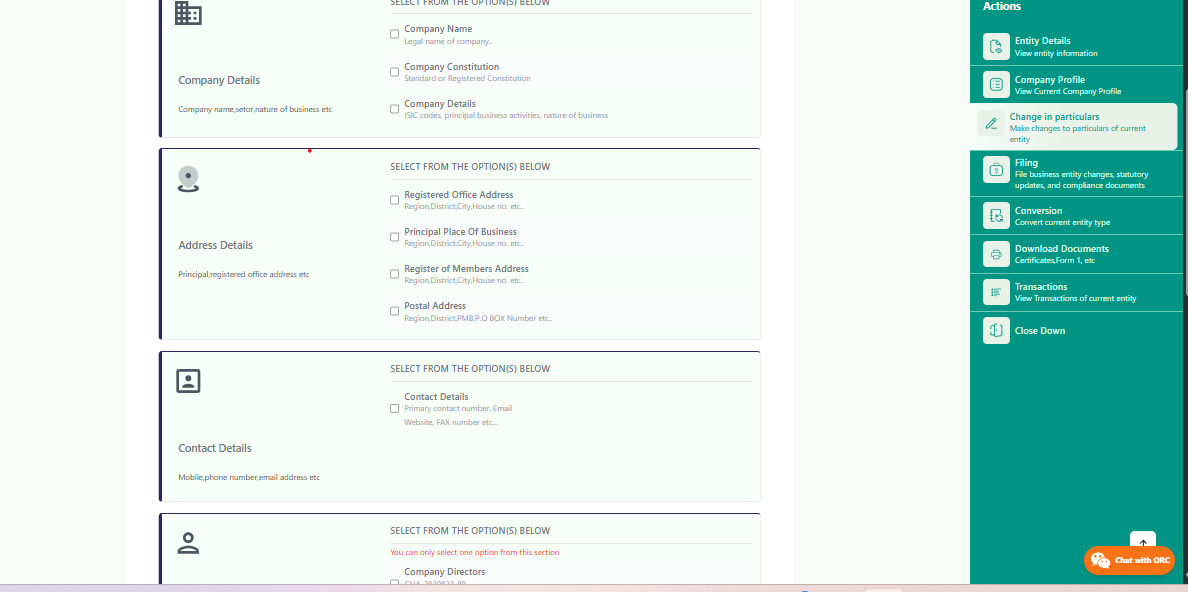 SELECT FROM THE OPTION(S) BELOW
Company Name
Legal name of company..
Company Constitution
Standard or Registered Constitution
Company Details
Company Details
ISIC codes, principal business activities, nature of business
Company name,setor,nature of business etc
SELECT FROM THE OPTION(S) BELOW
Registered Office Address
Region,District,City,House no. etc..
Principal Place Of Business
Region,District,City,House no. etc..
Address Details
Register of Members Address
Region,District,City,House no. etc..
Principal,registered office address etc
Postal Address
Region,District,PMB,P.O BOX Number etc..
SELECT FROM THE OPTION(S) BELOW
Contact Details
Primary contact number, Email
Website, FAX number etc...
Contact Details
Mobile,phone number,email address etc
SELECT FROM THE OPTION(S) BELOW
You can only select one option from this section
Company Directors
Actions
Entity Details
View entity information
Company Profile
View Current Company Profile
Change in particulars
Make changes to particulars of current
entity
Filing
File business entity changes, statutory
updates, and compliance documents
Conversion
Convert current entity type
Download Documents
Certificates,Form 1, etc
Transactions
View Transactions of current entity
Close Down
Chat with ORC